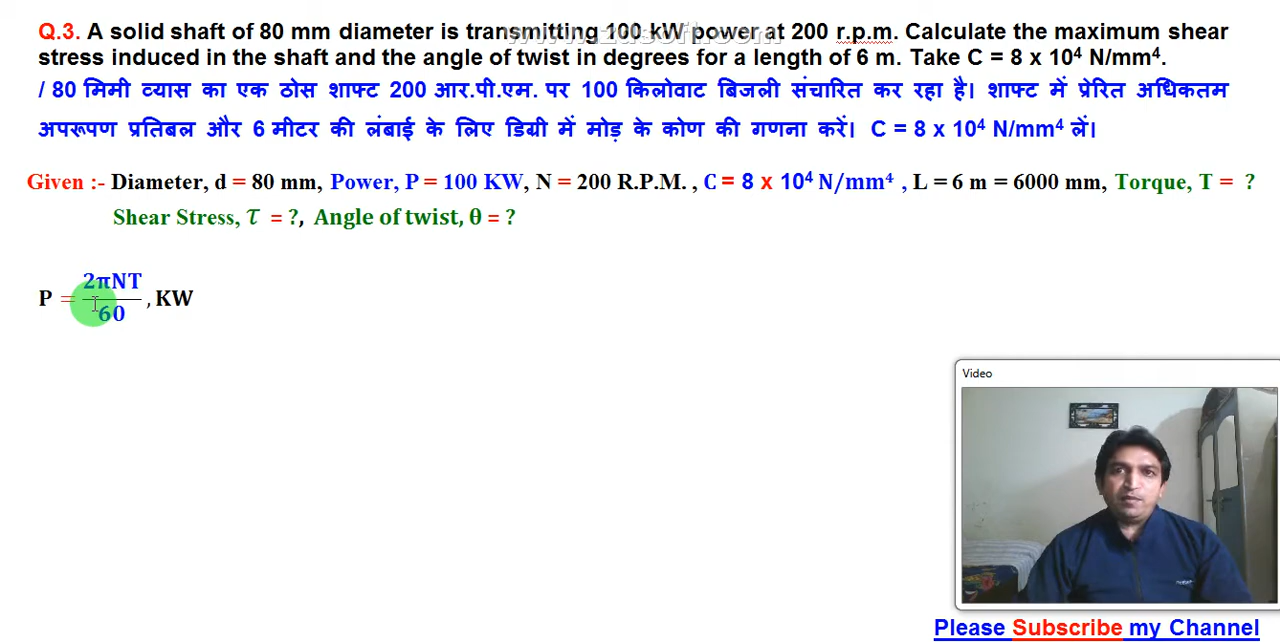 Q.3. A solid shaft of 80 mm diameter is transmitting 100 kW power at 200 r.p.m. Calculate the maximum shear
stress induced in the shaft and the angle of twist in degrees for a length of 6 m. Take C = 8 x 10⁴ N/mm⁴.
/ 80 मिमी व्यास का एक ठोस शाफ्ट 200 आर.पी.एम. पर 100 किलोवाट बिजली संचारित कर रहा है। शाफ्ट में प्रेरित अधिकतम
अपरूपण प्रतिबल और 6 मीटर की लंबाई के लिए डिग्री में मोड़ के कोण की गणना करें। C = 8 x 10⁴ N/mm⁴ लें।
Given :- Diameter, d = 80 mm, Power, P = 100 KW, N = 200 R.P.M. , C = 8 x 10⁴ N/mm⁴ , L = 6 m = 6000 mm, Torque, T = ?
Shear Stress, τ = ?, Angle of twist, θ = ?
P = 2πNT / 60 , KW
Video
Please Subscribe my Channel